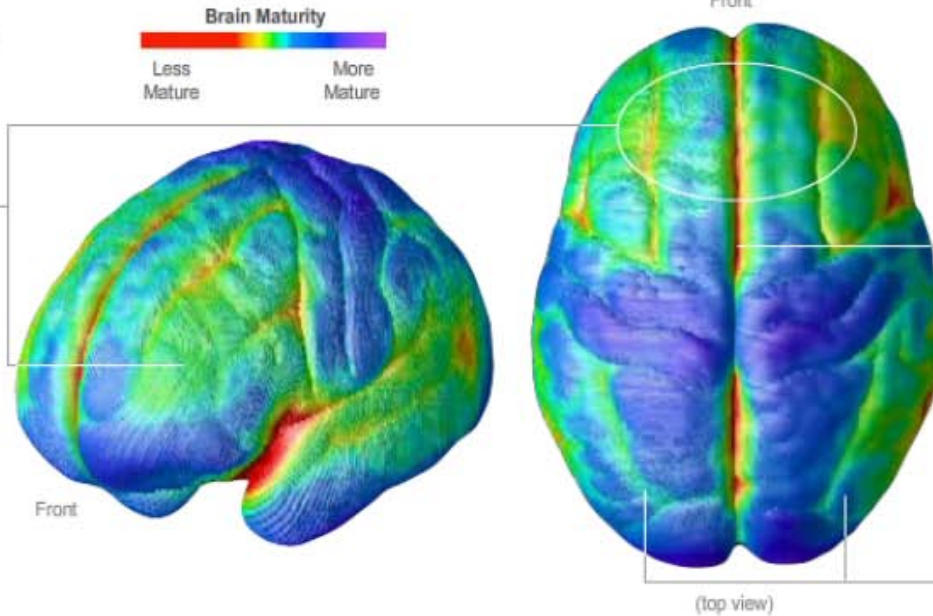 Brain Maturity
Less
Mature
More
Mature
Front
Front
(top view)